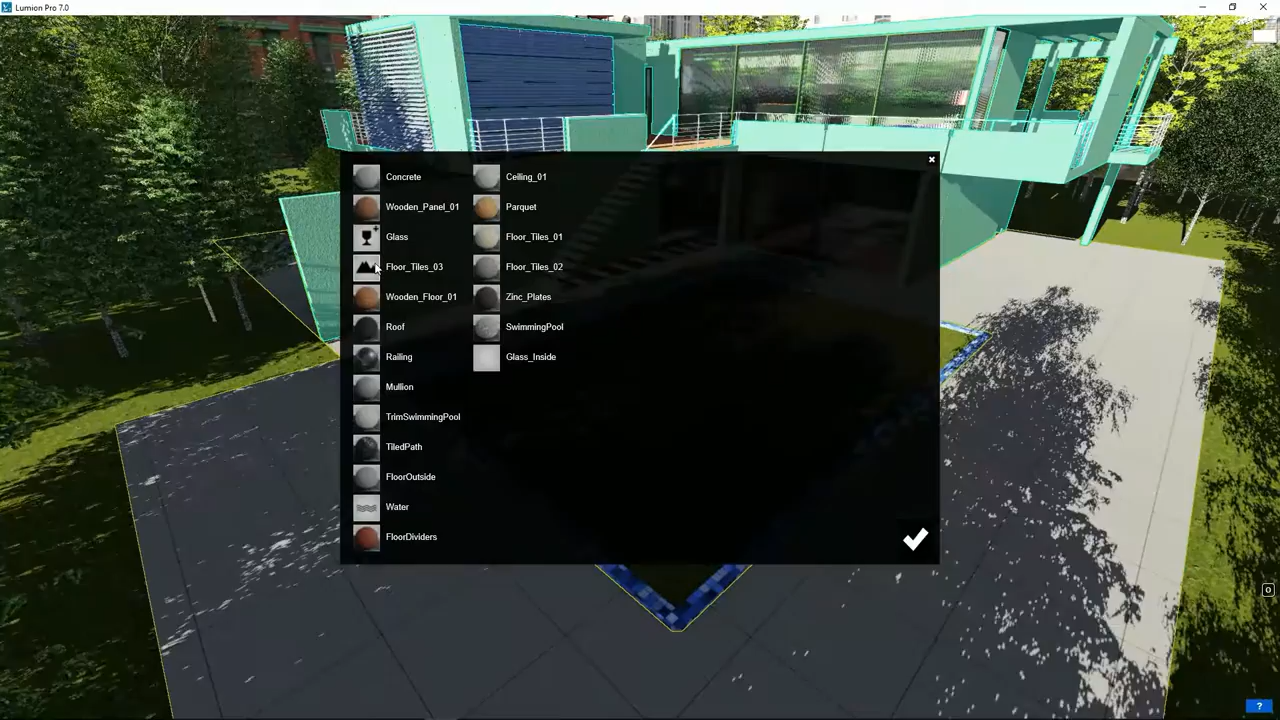 Lumion Pro 7.0
Concrete
Wooden_Panel_01
Glass
Floor_Tiles_03
Wooden_Floor_01
Roof
Railing
Mullion
TrimSwimmingPool
TiledPath
FloorOutside
Water
FloorDividers
Ceiling_01
Parquet
Floor_Tiles_01
Floor_Tiles_02
Zinc_Plates
SwimmingPool
Glass_Inside
?